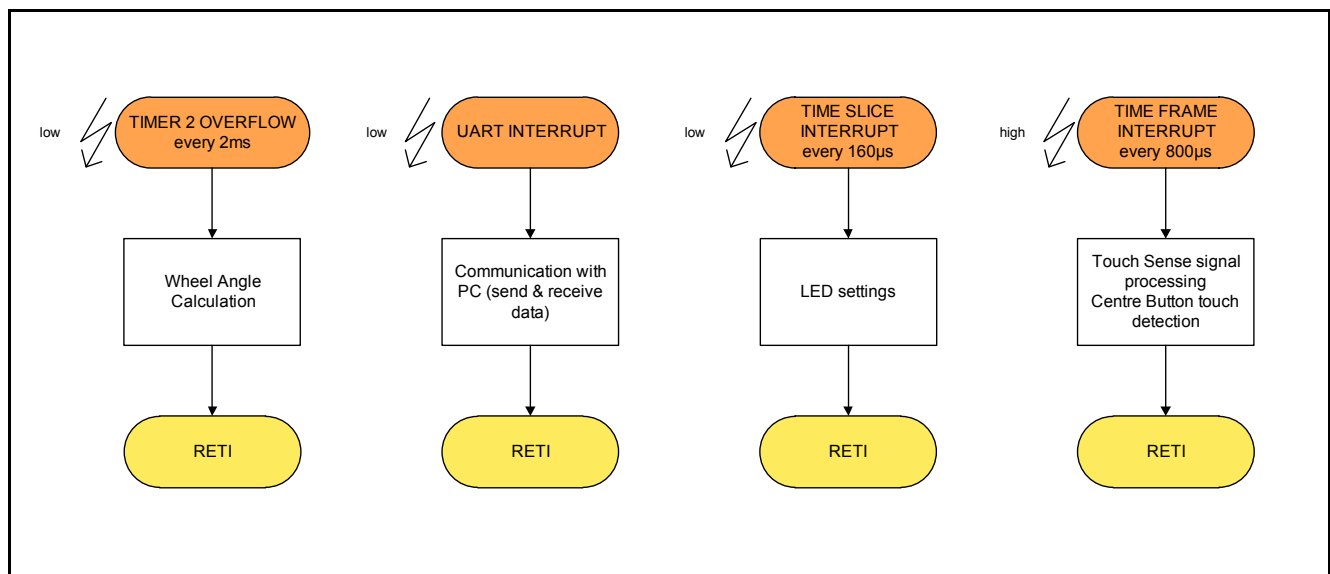 low
TIMER 2 OVERFLOW
every 2ms
low
UART INTERRUPT
low
TIME SLICE
INTERRUPT
every 160µs
high
TIME FRAME
INTERRUPT
every 800µs
Wheel Angle
Calculation
Communication with
PC (send & receive
data)
LED settings
Touch Sense signal
processing
Centre Button touch
detection
RETI
RETI
RETI
RETI